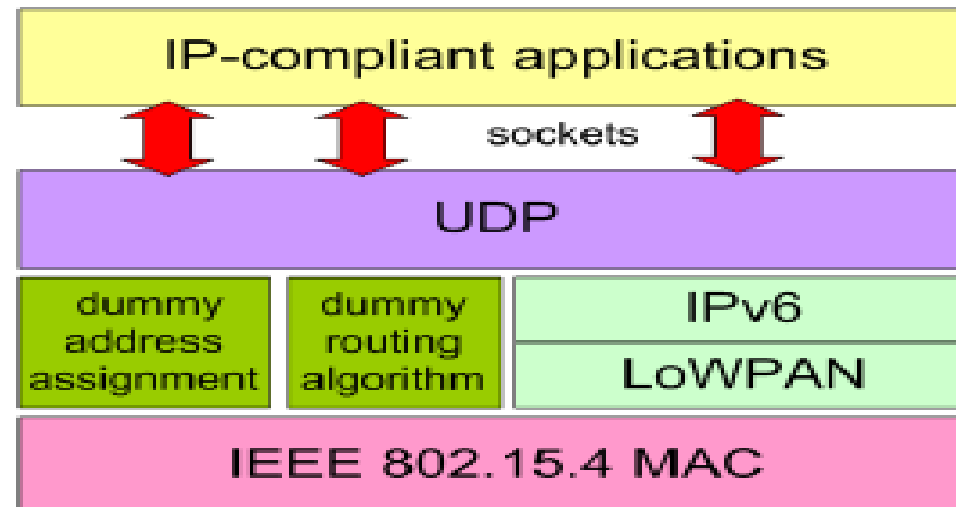 IP-compliant applications
sockets
UDP
dummy
address
assignment
dummy
routing
algorithm
IPv6
LoWPAN
IEEE 802.15.4 MAC